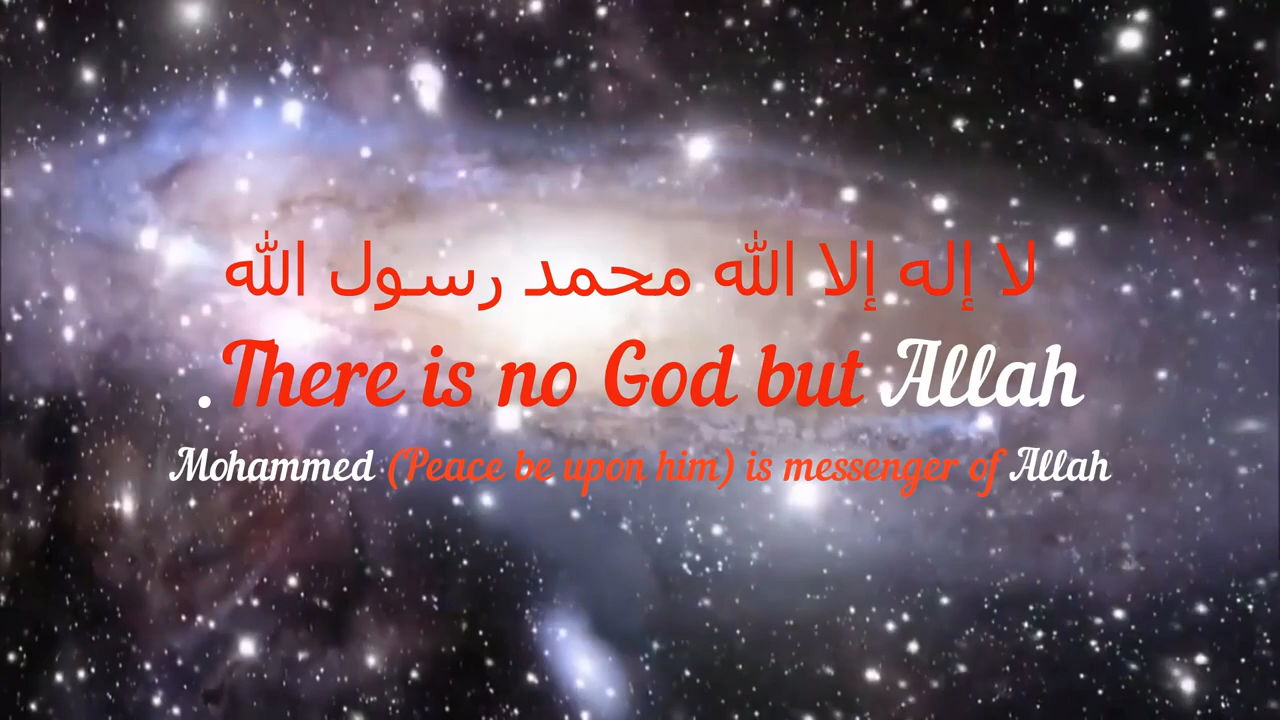 لا إله إلا الله محمد رسول الله
.There is no God but Allah
Mohammed (Peace be upon him) is messenger of Allah